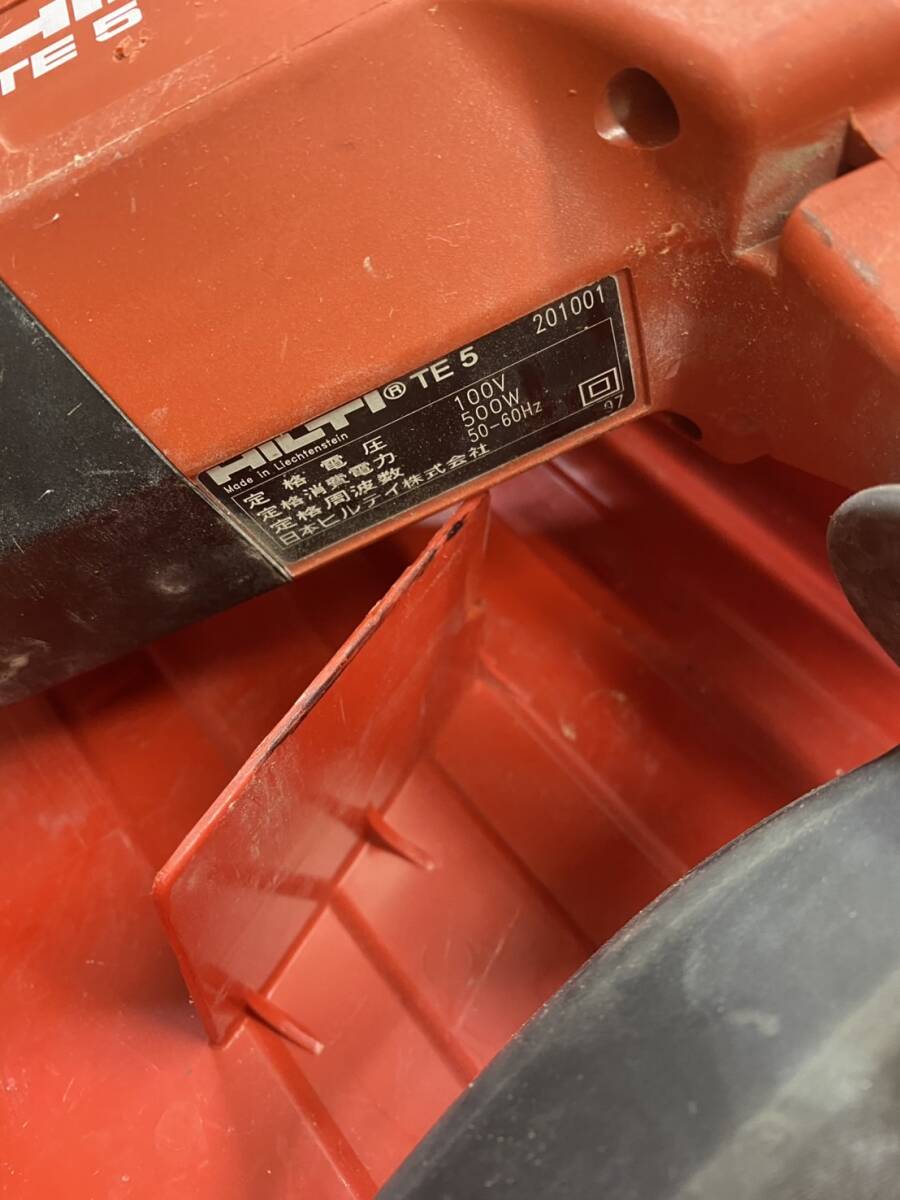 HILTI
TE 5
HILTI® TE 5 201001
Made in Liechtenstein
定格電圧 100V
定格消費電力 500W
定格周波数 50-60Hz
日本ヒルティ株式会社
97